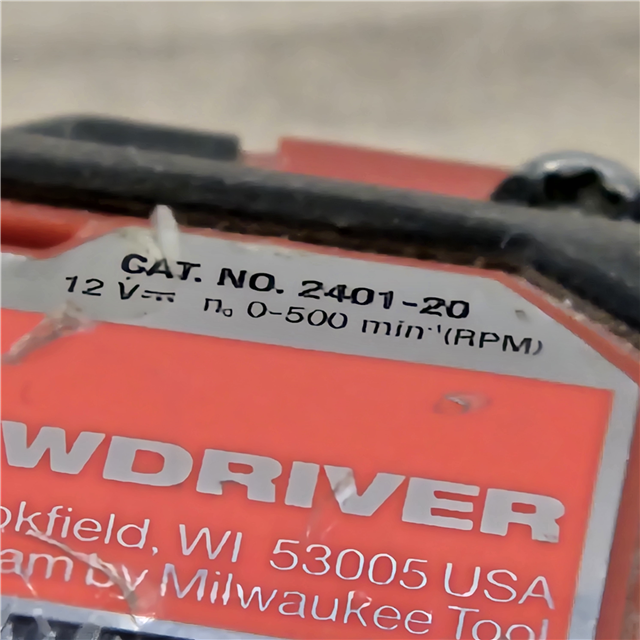 CAT. NO. 2401-20
12 V⎓ n₀ 0-500 min⁻¹(RPM)
WDRIVER
okfield, WI 53005 USA
am by Milwaukee Tool